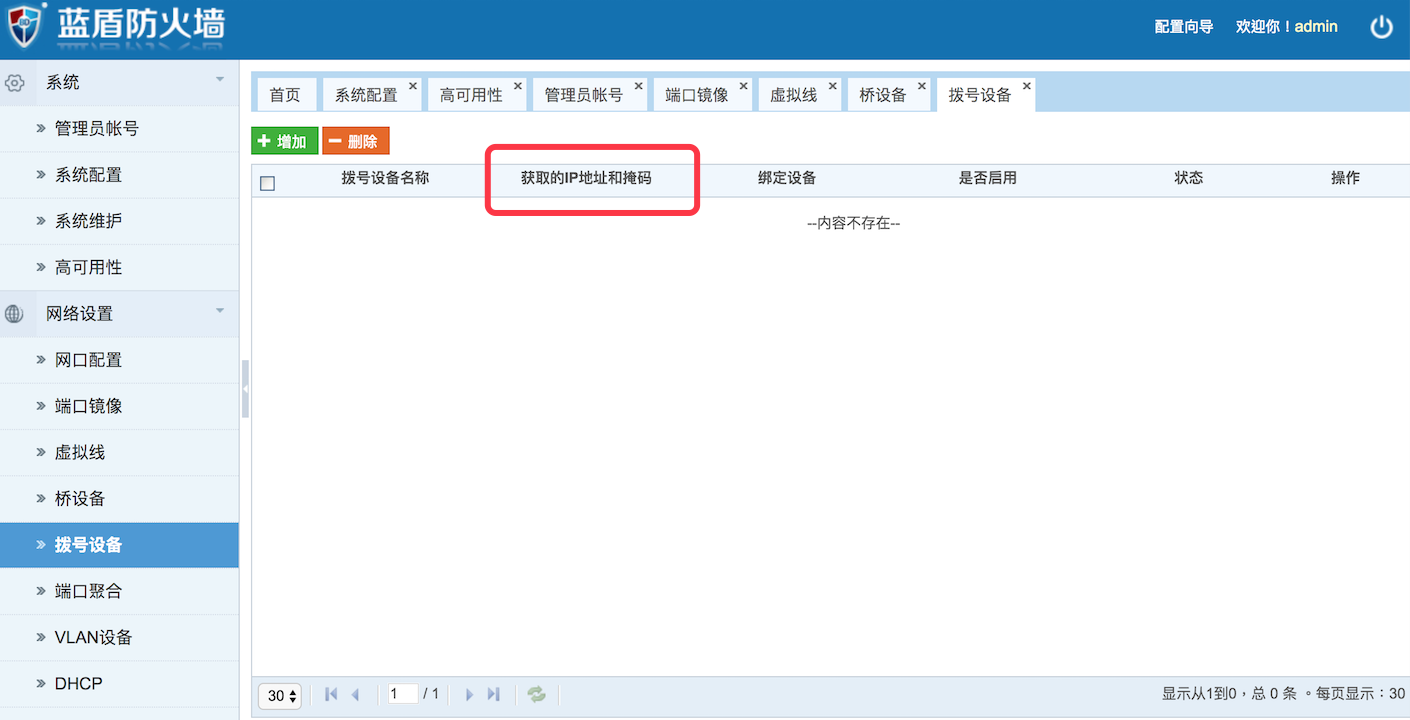 蓝盾防火墙
配置向导 欢迎你！admin
系统
管理员帐号
系统配置
系统维护
高可用性
网络设置
网口配置
端口镜像
虚拟线
桥设备
拨号设备
端口聚合
VLAN设备
DHCP
首页 系统配置 高可用性 管理员帐号 端口镜像 虚拟线 桥设备 拨号设备
增加 删除
拨号设备名称 获取的IP地址和掩码 绑定设备 是否启用 状态 操作
--内容不存在--
30 1 / 1 显示从1到0，总 0 条 。每页显示：30